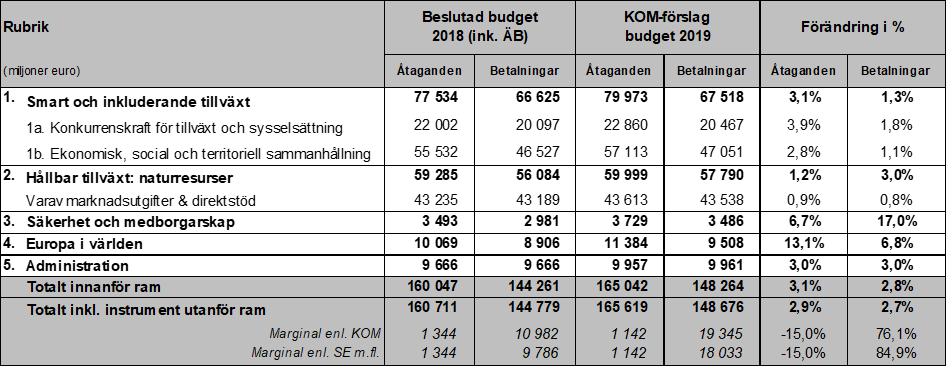 Rubrik Beslutad budget 2018 (ink. ÄB) KOM-förslag budget 2019 Förändring i %
(miljoner euro) Åtaganden Betalningar Åtaganden Betalningar Åtaganden Betalningar
1. Smart och inkluderande tillväxt 77 534 66 625 79 973 67 518 3,1% 1,3%
1a. Konkurrenskraft för tillväxt och sysselsättning 22 002 20 097 22 860 20 467 3,9% 1,8%
1b. Ekonomisk, social och territoriell sammanhållning 55 532 46 527 57 113 47 051 2,8% 1,1%
2. Hållbar tillväxt: naturresurser 59 285 56 084 59 999 57 790 1,2% 3,0%
Varav marknadsutgifter & direktstöd 43 235 43 189 43 613 43 538 0,9% 0,8%
3. Säkerhet och medborgarskap 3 493 2 981 3 729 3 486 6,7% 17,0%
4. Europa i världen 10 069 8 906 11 384 9 508 13,1% 6,8%
5. Administration 9 666 9 666 9 957 9 961 3,0% 3,0%
Totalt innanför ram 160 047 144 261 165 042 148 264 3,1% 2,8%
Totalt inkl. instrument utanför ram 160 711 144 779 165 619 148 676 2,9% 2,7%
Marginal enl. KOM 1 344 10 982 1 142 19 345 -15,0% 76,1%
Marginal enl. SE m.fl. 1 344 9 786 1 142 18 033 -15,0% 84,9%